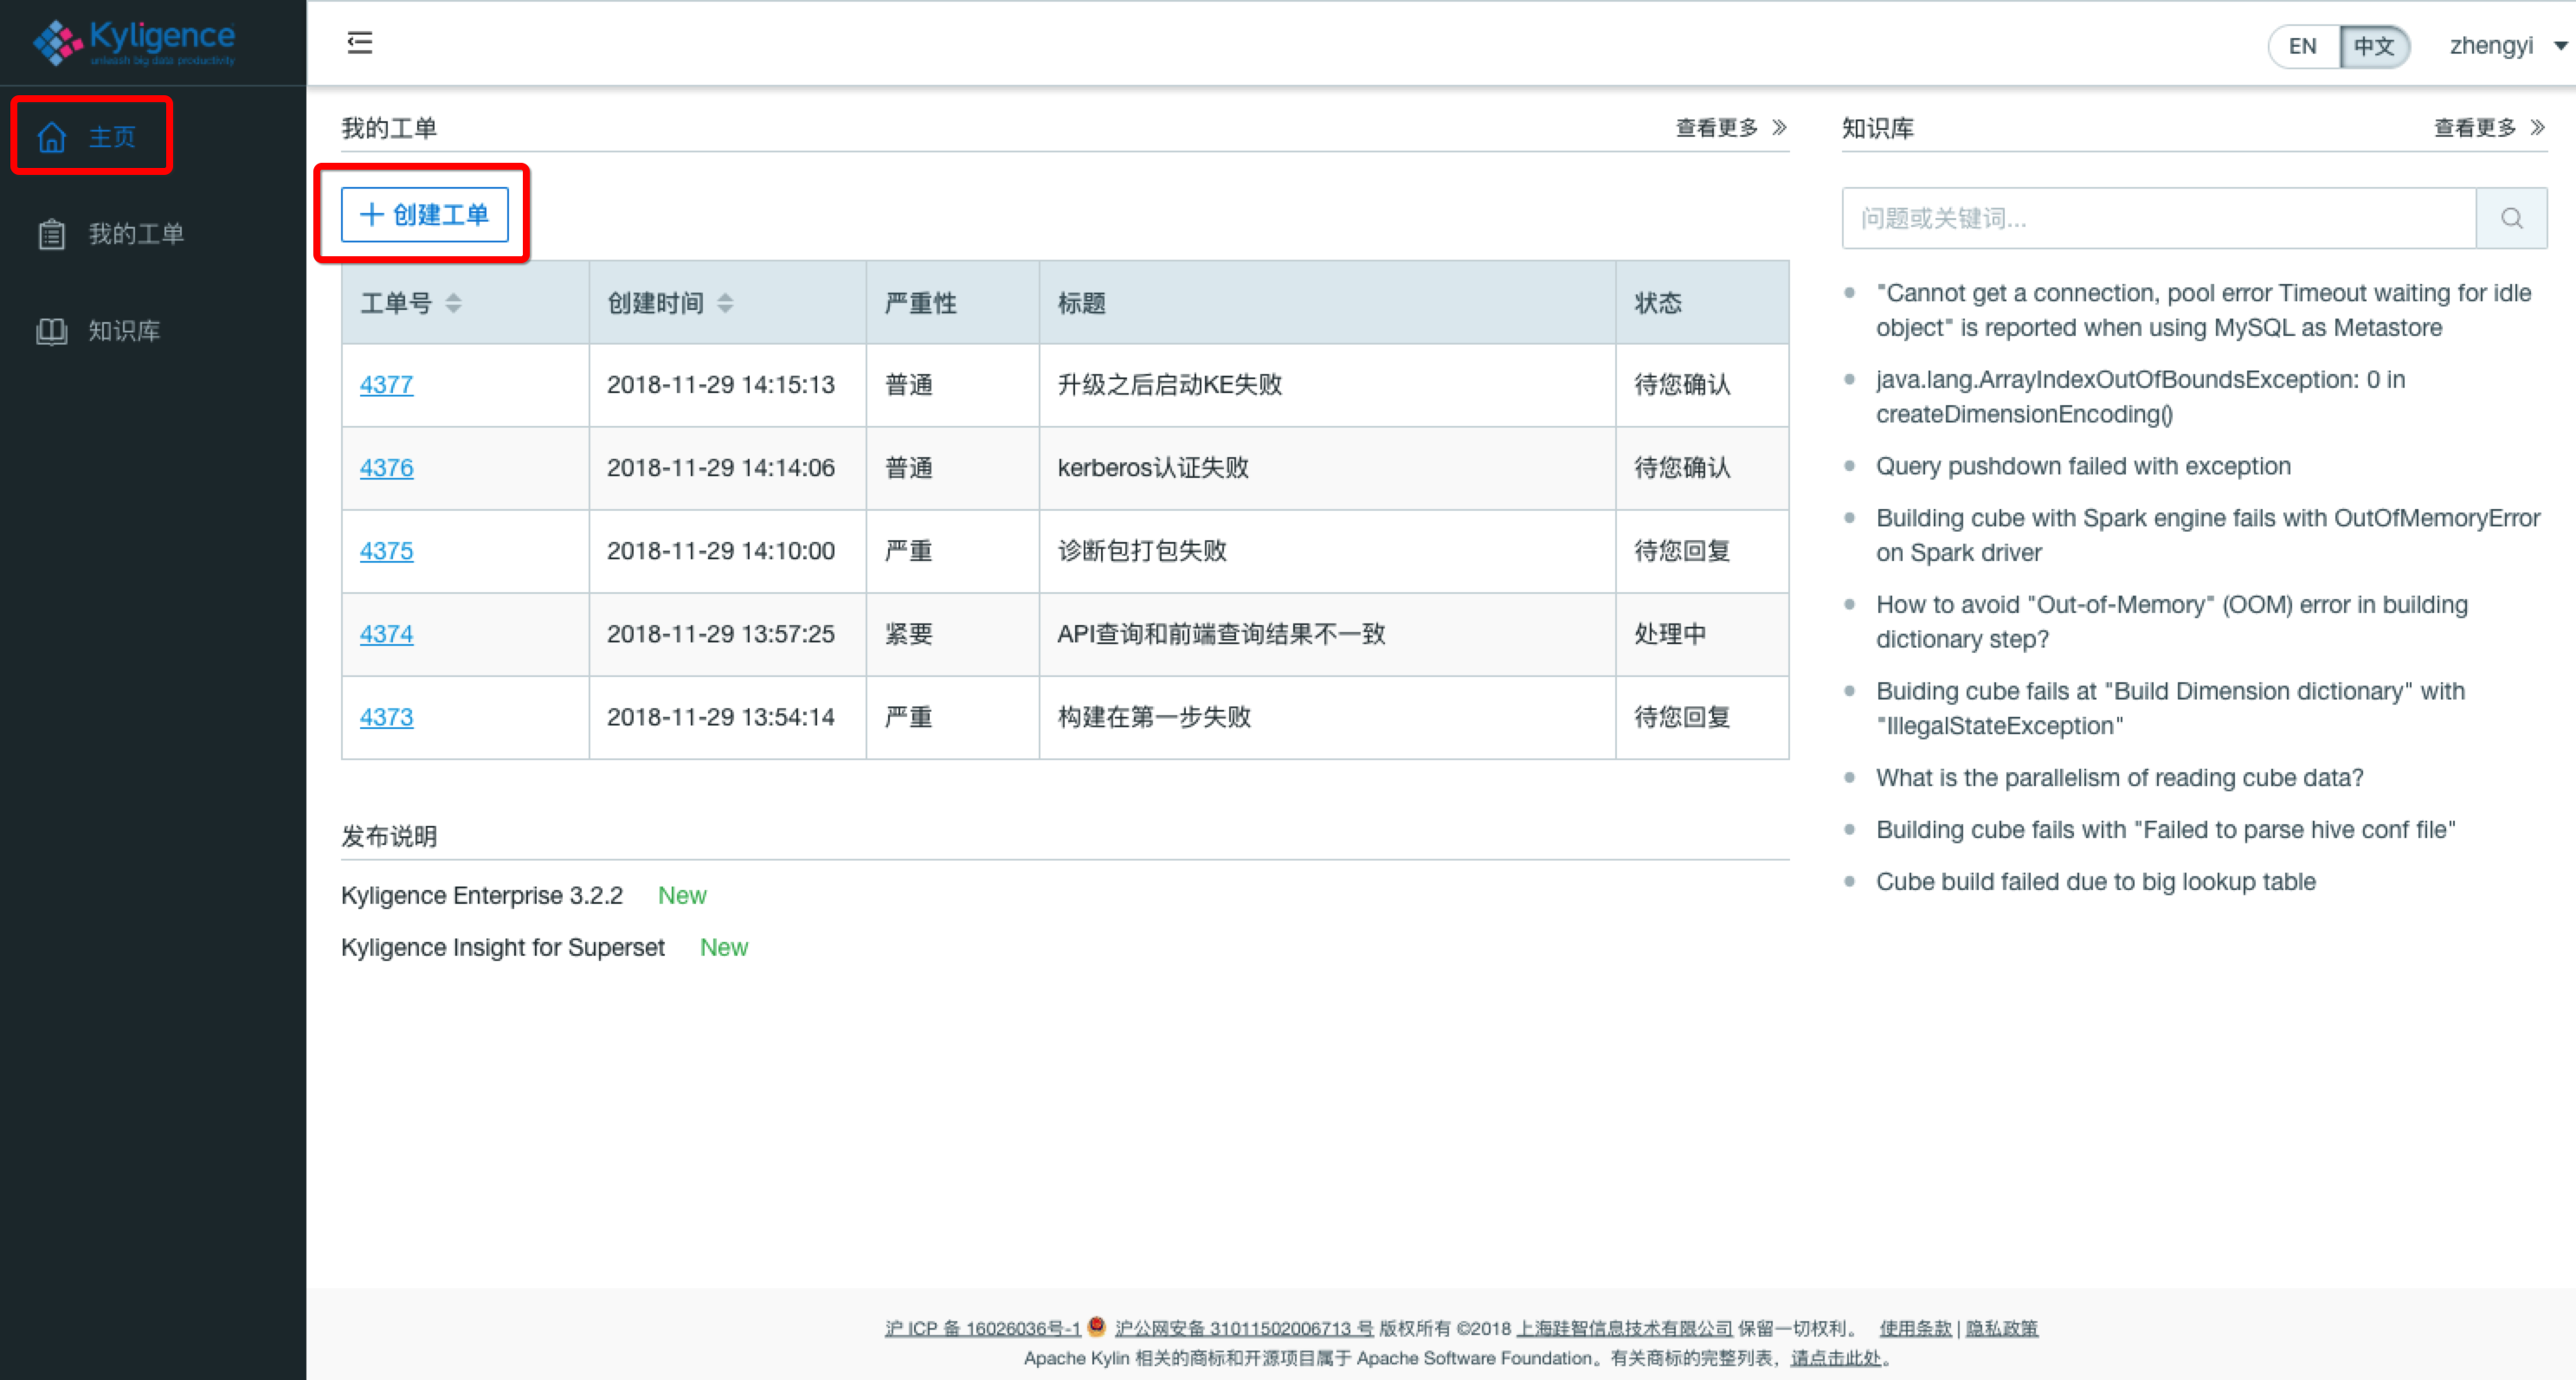 Kyligence
unleash big data productivity
EN 中文 zhengyi
主页
我的工单
知识库
我的工单 查看更多
创建工单
工单号 创建时间 严重性 标题 状态
4377 2018-11-29 14:15:13 普通 升级之后启动KE失败 待您确认
4376 2018-11-29 14:14:06 普通 kerberos认证失败 待您确认
4375 2018-11-29 14:10:00 严重 诊断包打包失败 待您回复
4374 2018-11-29 13:57:25 紧要 API查询和前端查询结果不一致 处理中
4373 2018-11-29 13:54:14 严重 构建在第一步失败 待您回复
发布说明
Kyligence Enterprise 3.2.2 New
Kyligence Insight for Superset New
知识库 查看更多
问题或关键词...
"Cannot get a connection, pool error Timeout waiting for idle
object" is reported when using MySQL as Metastore
java.lang.ArrayIndexOutOfBoundsException: 0 in
createDimensionEncoding()
Query pushdown failed with exception
Building cube with Spark engine fails with OutOfMemoryError
on Spark driver
How to avoid "Out-of-Memory" (OOM) error in building
dictionary step?
Buiding cube fails at "Build Dimension dictionary" with
"IllegalStateException"
What is the parallelism of reading cube data?
Building cube fails with "Failed to parse hive conf file"
Cube build failed due to big lookup table
沪 ICP 备 16026036号-1 沪公网安备 31011502006713 号 版权所有 ©2018 上海跬智信息技术有限公司 保留一切权利。 使用条款 | 隐私政策
Apache Kylin 相关的商标和开源项目属于 Apache Software Foundation。有关商标的完整列表，请点击此处。